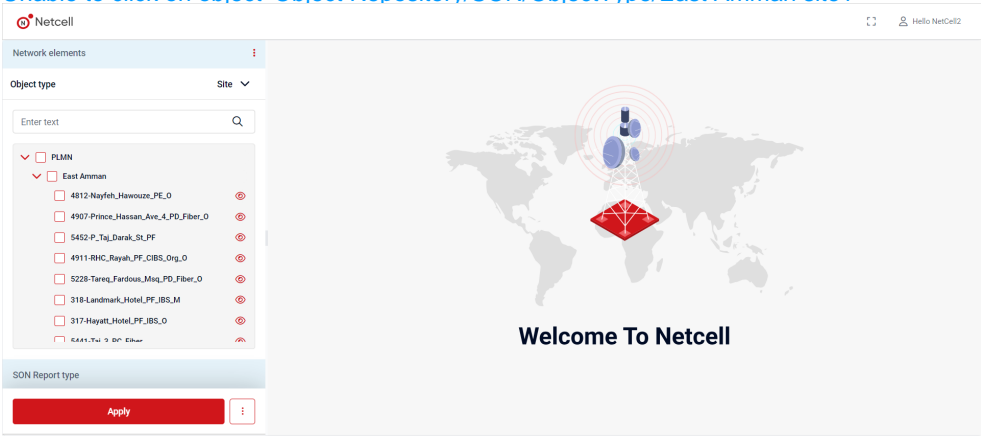 Netcell
Hello NetCell2
Network elements
Object type
Site
Enter text
PLMN
East Amman
4812-Nayfeh_Hawouze_PE_O
4907-Prince_Hassan_Ave_4_PD_Fiber_O
5452-P_Taj_Darak_St_PF
4911-RHC_Rayah_PF_CIBS_Org_O
5228-Tareq_Fardous_Msq_PD_Fiber_O
318-Landmark_Hotel_PF_IBS_M
317-Hayatt_Hotel_PF_IBS_O
SON Report type
Apply
Welcome To Netcell